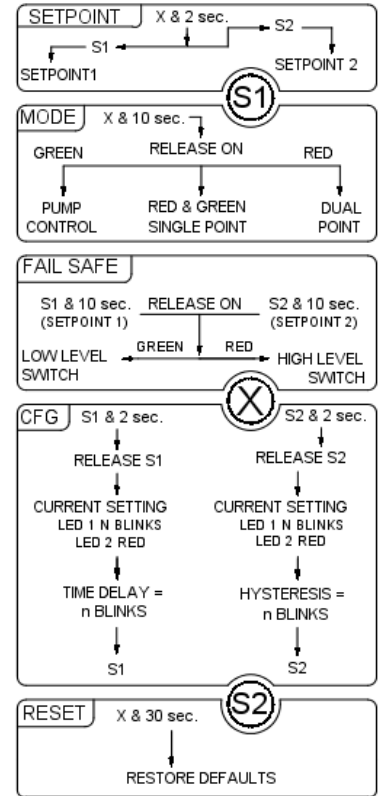 SETPOINT X & 2 sec.
S1 S2
SETPOINT1 SETPOINT 2
S1
MODE X & 10 sec.
GREEN RELEASE ON RED
PUMP CONTROL
RED & GREEN SINGLE POINT
DUAL POINT
FAIL SAFE
S1 & 10 sec. RELEASE ON S2 & 10 sec.
(SETPOINT 1) (SETPOINT 2)
GREEN RED
LOW LEVEL SWITCH
HIGH LEVEL SWITCH
X
CFG S1 & 2 sec. S2 & 2 sec.
RELEASE S1
CURRENT SETTING
LED 1 N BLINKS
LED 2 RED
TIME DELAY =
n BLINKS
S1
RELEASE S2
CURRENT SETTING
LED 1 N BLINKS
LED 2 RED
HYSTERESIS =
n BLINKS
S2
S2
RESET X & 30 sec.
RESTORE DEFAULTS